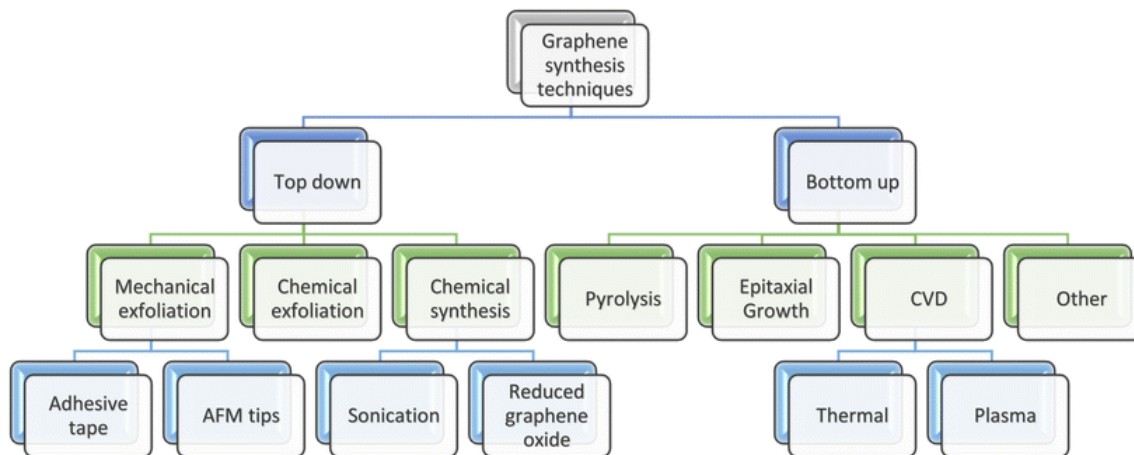 Graphene
synthesis
techniques
Top down
Bottom up
Mechanical
exfoliation
Chemical
exfoliation
Chemical
synthesis
Pyrolysis
Epitaxial
Growth
CVD
Other
Adhesive
tape
AFM tips
Sonication
Reduced
graphene
oxide
Thermal
Plasma